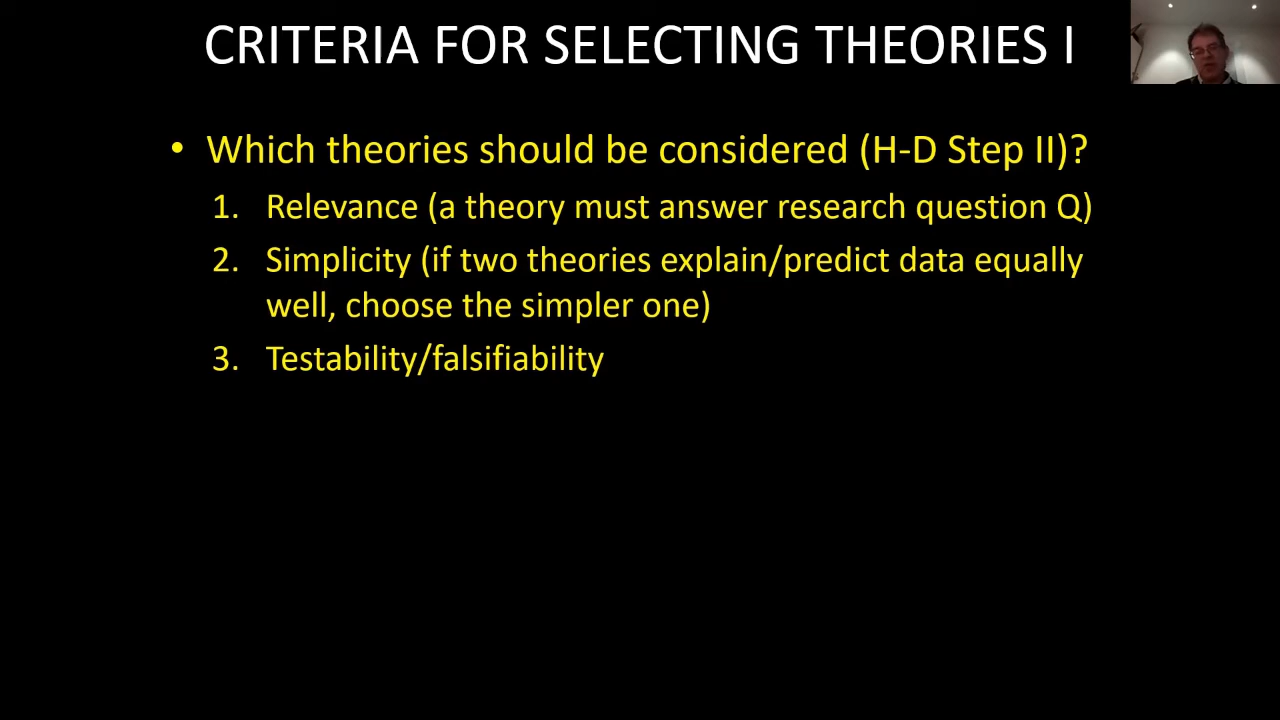 CRITERIA FOR SELECTING THEORIES I
• Which theories should be considered (H-D Step II)?
1. Relevance (a theory must answer research question Q)
2. Simplicity (if two theories explain/predict data equally
well, choose the simpler one)
3. Testability/falsifiability